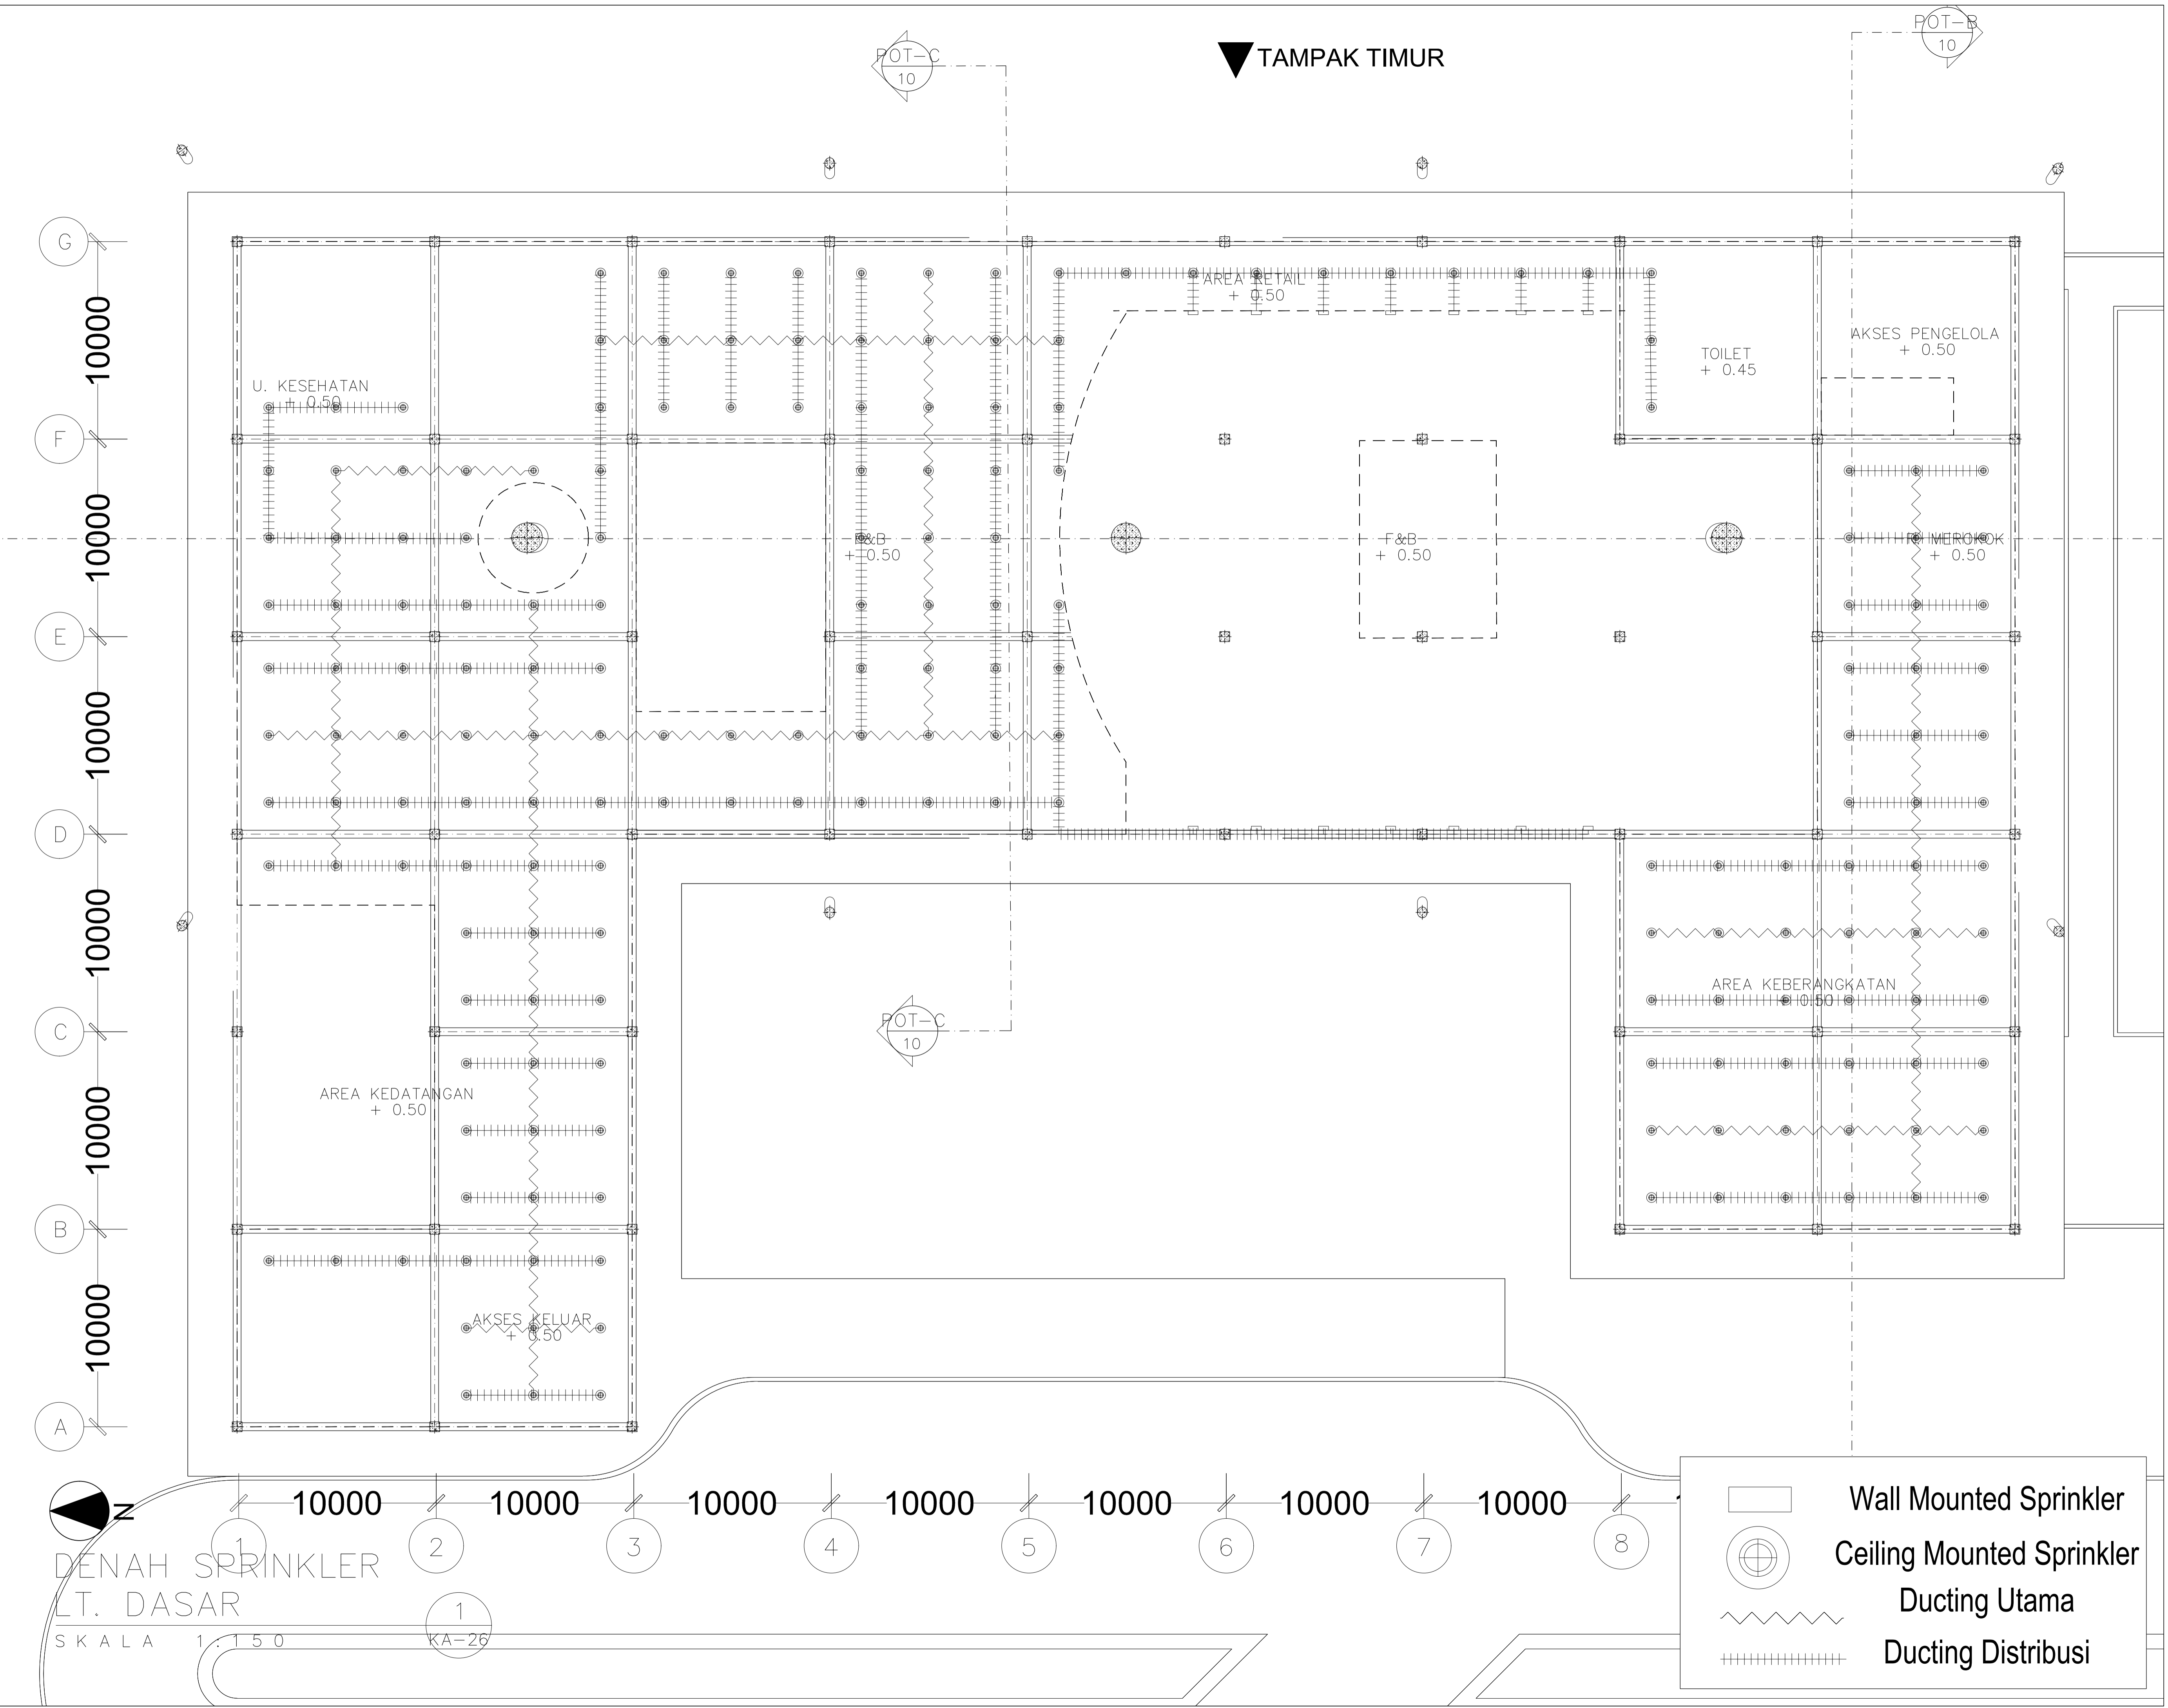 POT-C
10
TAMPAK TIMUR
POT-B
10
G
F
E
D
C
B
A
10000
10000
10000
10000
10000
10000
AREA RETAIL
+ 0.50
U. KESEHATAN
+ 0.50
TOILET
+ 0.45
AKSES PENGELOLA
+ 0.50
F&B
+ 0.50
F&B
+ 0.50
R. MEROKOK
+ 0.50
AREA KEBERANGKATAN
+ 0.50
POT-C
10
AREA KEDATANGAN
+ 0.50
AKSES KELUAR
+ 0.50
N
10000
10000
10000
10000
10000
10000
10000
1
2
3
4
5
6
7
8
DENAH SPRINKLER
LT. DASAR
SKALA 1:150
1
KA-26
Wall Mounted Sprinkler
Ceiling Mounted Sprinkler
Ducting Utama
Ducting Distribusi